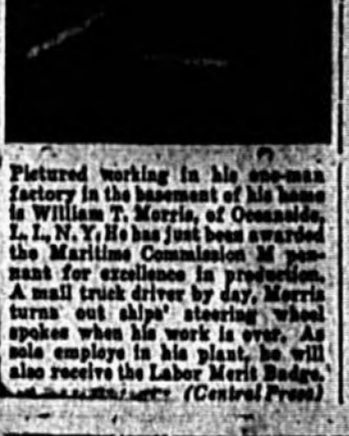 Pictured working in his one-man
factory in the basement of his home
is William T. Morris, of Oceanside,
L. I., N. Y. He has just been awarded
the Maritime Commission M pen-
nant for excellence in production.
A mail truck driver by day, Morris
turns out ships' steering wheel
spokes when his work is over. As
sole employe in his plant, he will
also receive the Labor Merit Badge.
(Central Press)